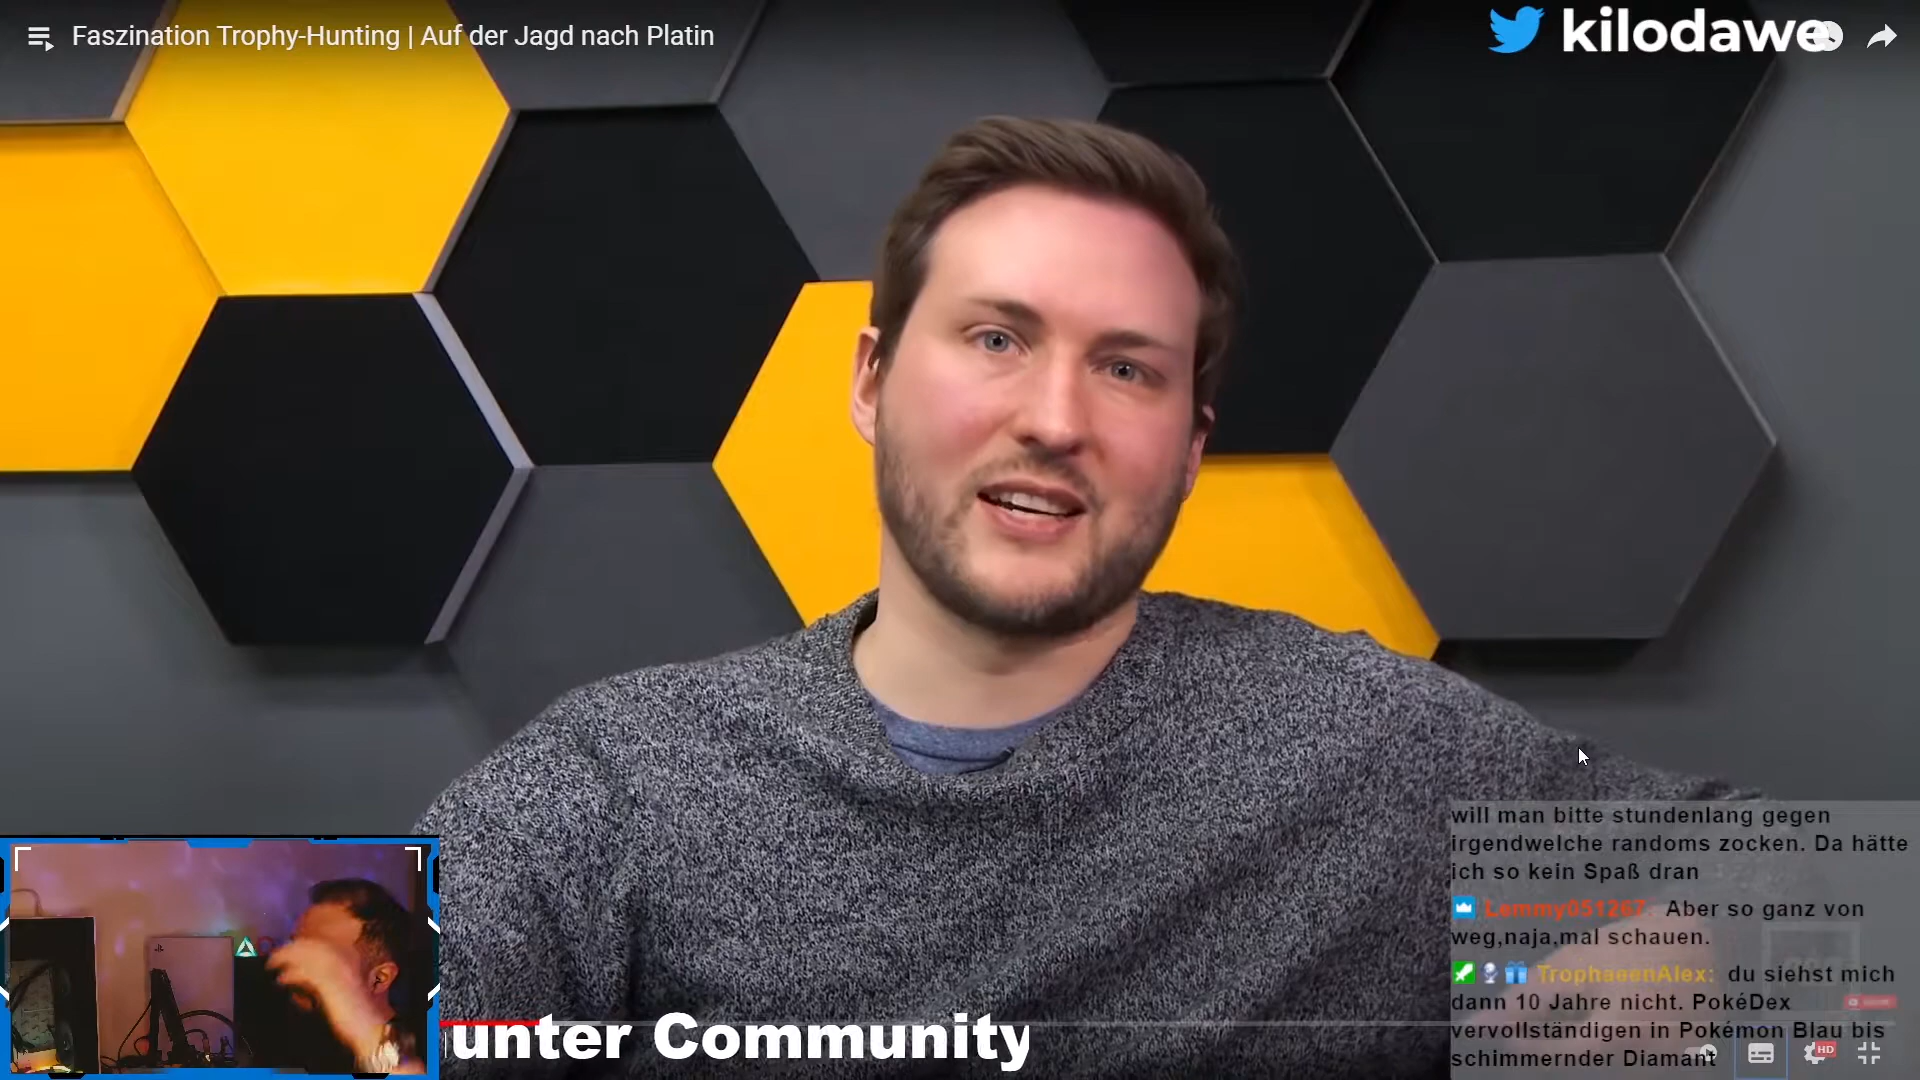 Faszination Trophy-Hunting | Auf der Jagd nach Platin
kilodawe
will man bitte stundenlang gegen
irgendwelche randoms zocken. Da hätte
ich so kein Spaß dran
Lemmy051267: Aber so ganz von
weg,naja,mal schauen.
TrophaeenAlex: du siehst mich
dann 10 Jahre nicht. PokéDex
vervollständigen in Pokémon Blau bis
schimmernder Diamant
unter Community
HD